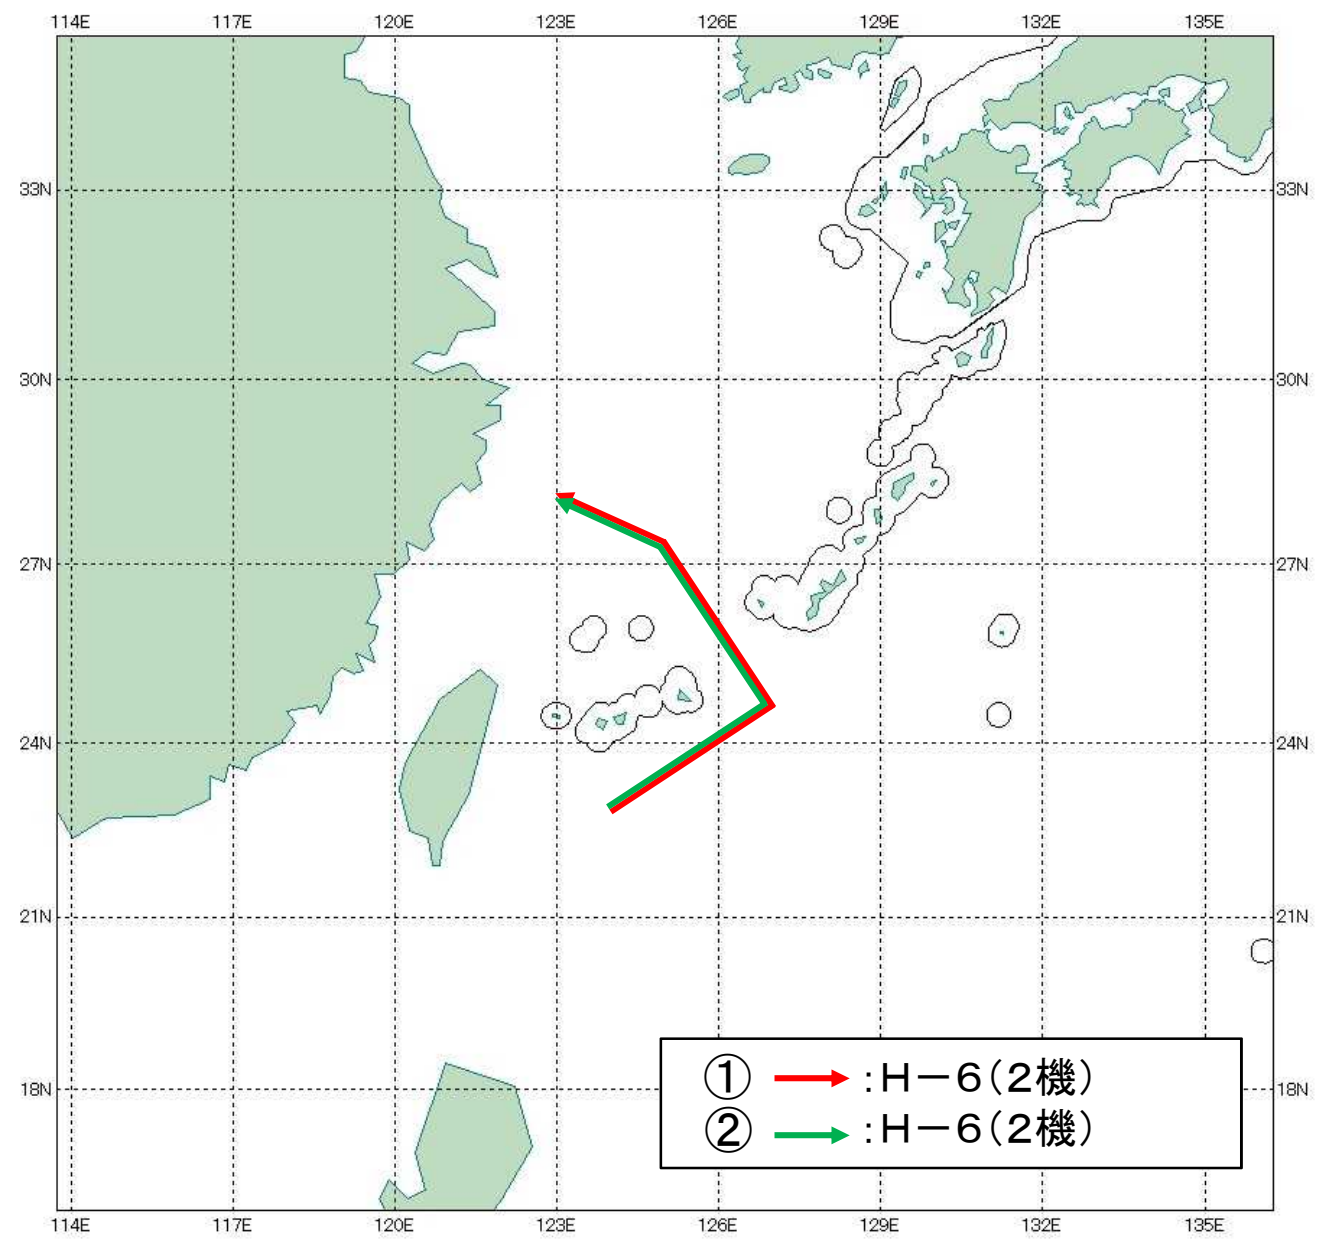 114E 117E 120E 123E 126E 129E 132E 135E
33N 33N
30N 30N
27N 27N
24N 24N
21N 21N
18N 18N
① :H－6(2機)
② :H－6(2機)
114E 117E 120E 123E 126E 129E 132E 135E